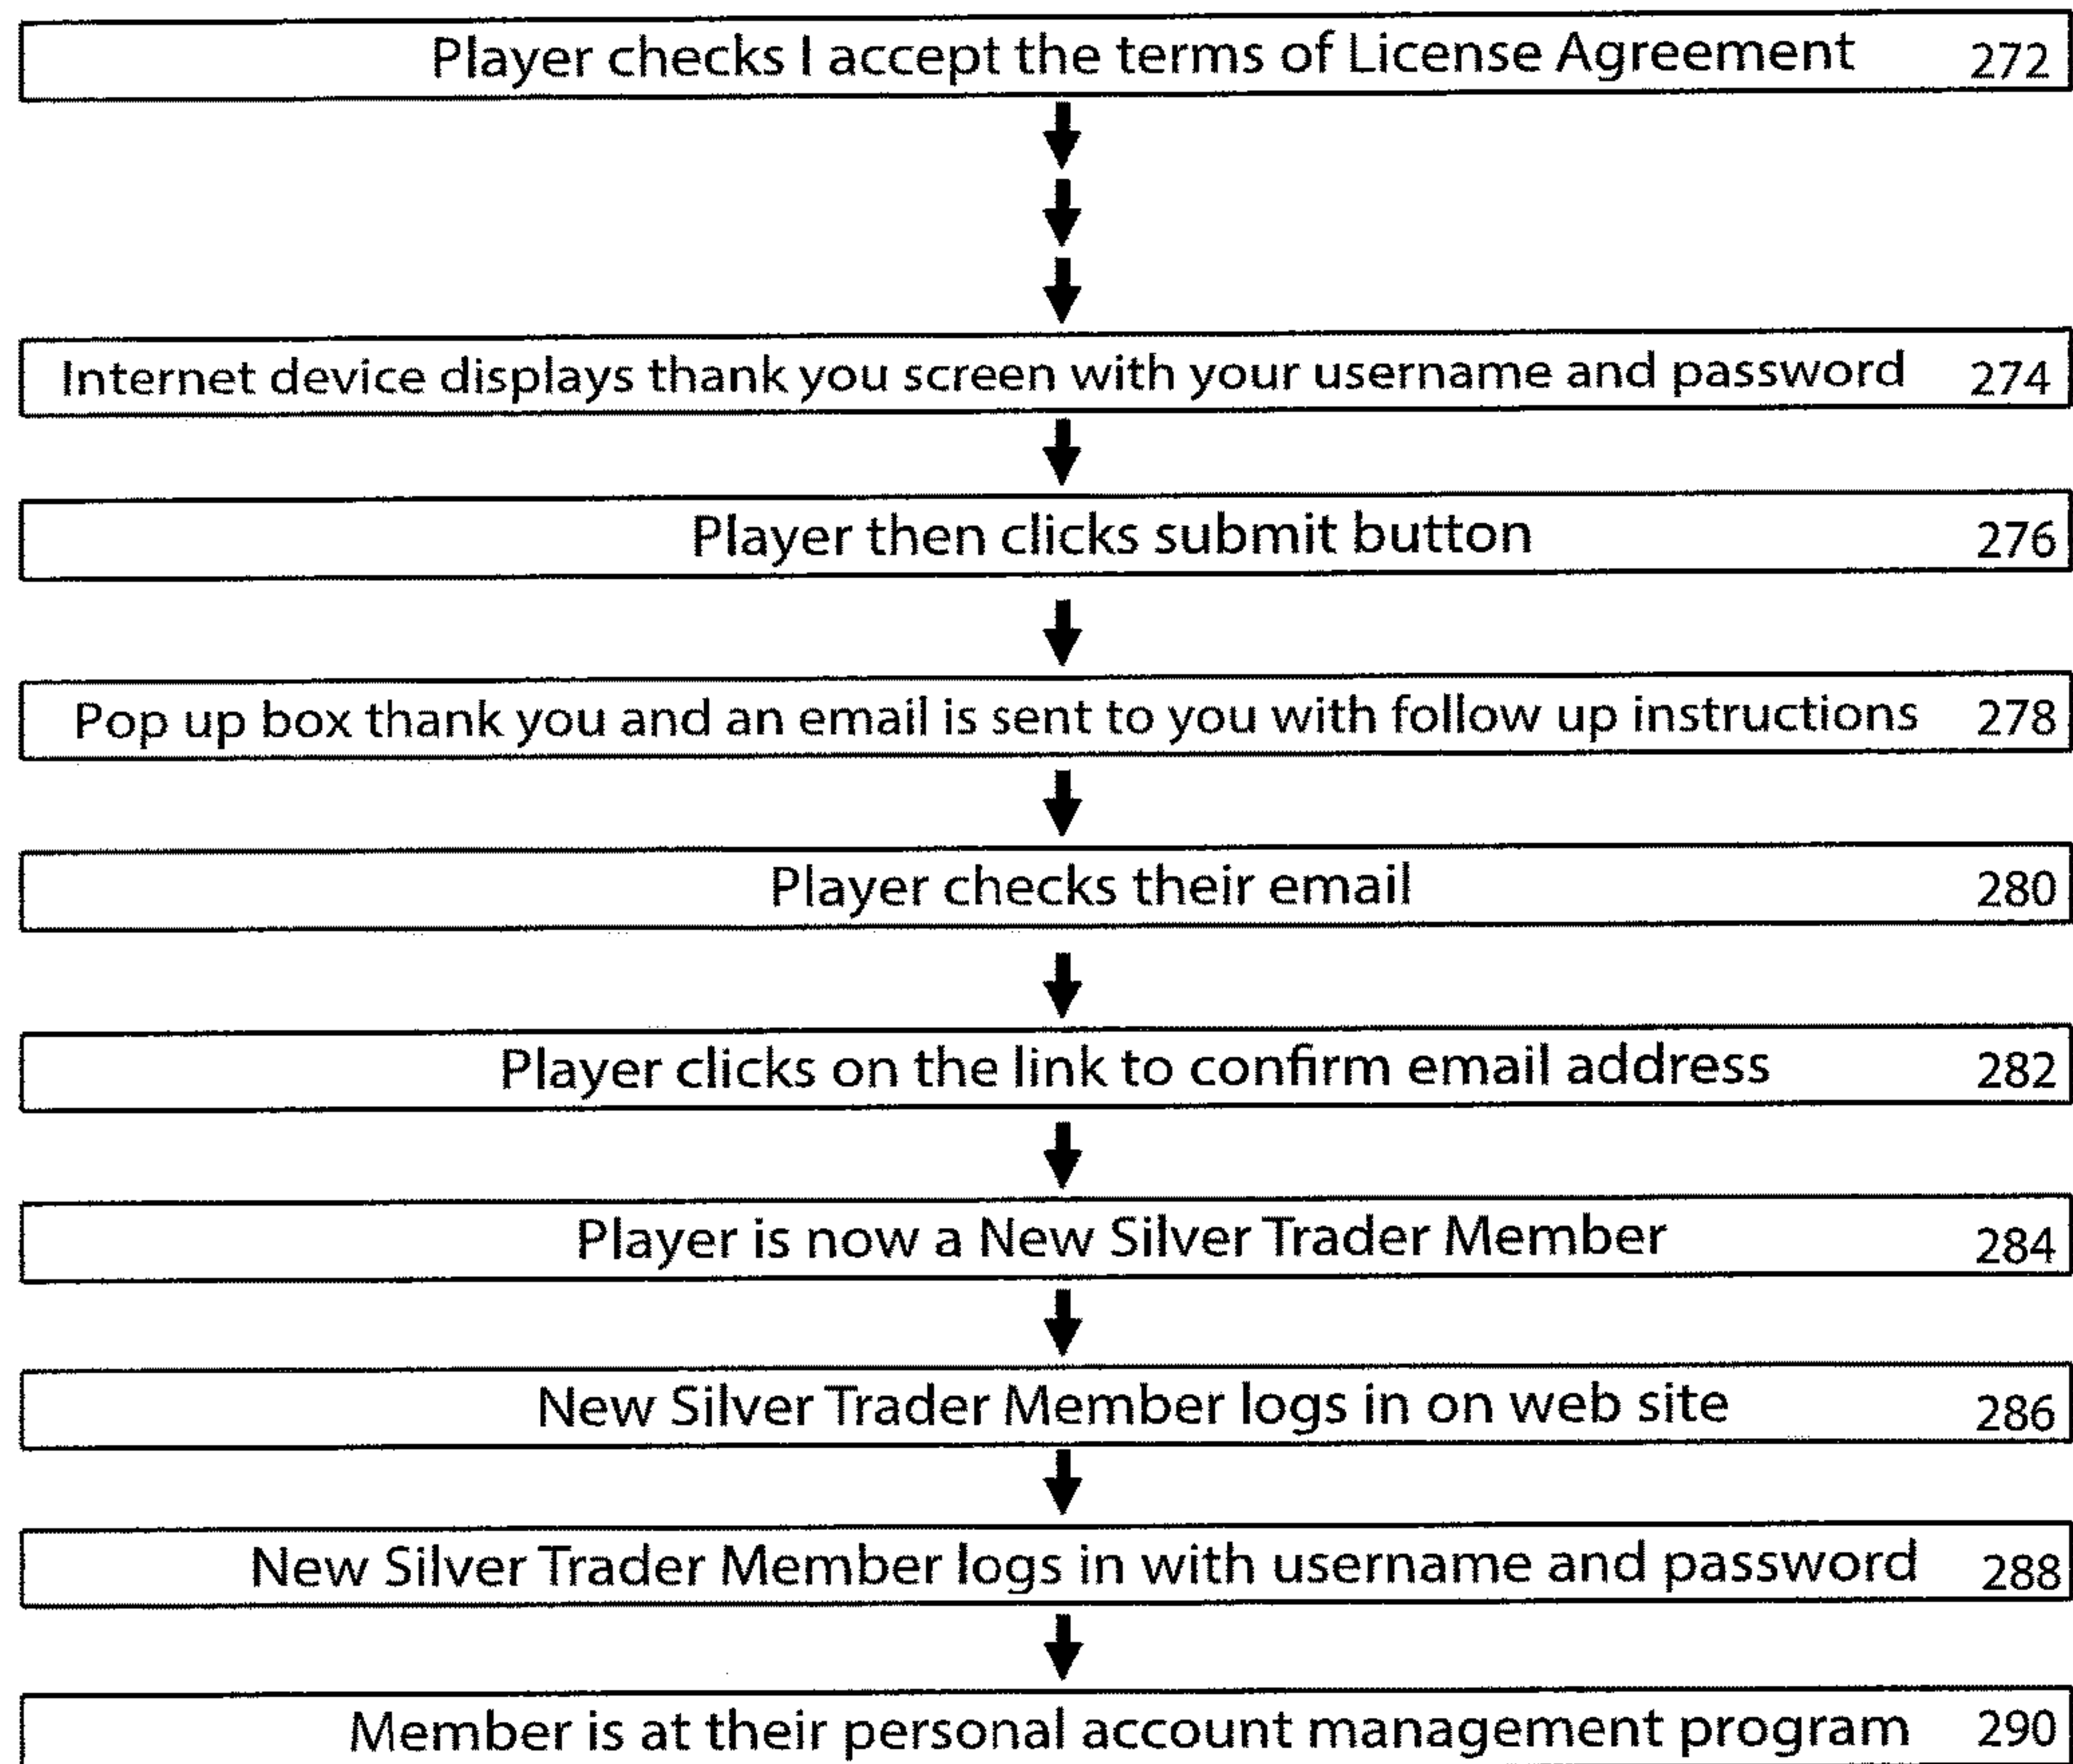 Player checks I accept the terms of License Agreement 272
Internet device displays thank you screen with your username and password 274
Player then clicks submit button 276
Pop up box thank you and an email is sent to you with follow up instructions 278
Player checks their email 280
Player clicks on the link to confirm email address 282
Player is now a New Silver Trader Member 284
New Silver Trader Member logs in on web site 286
New Silver Trader Member logs in with username and password 288
Member is at their personal account management program 290